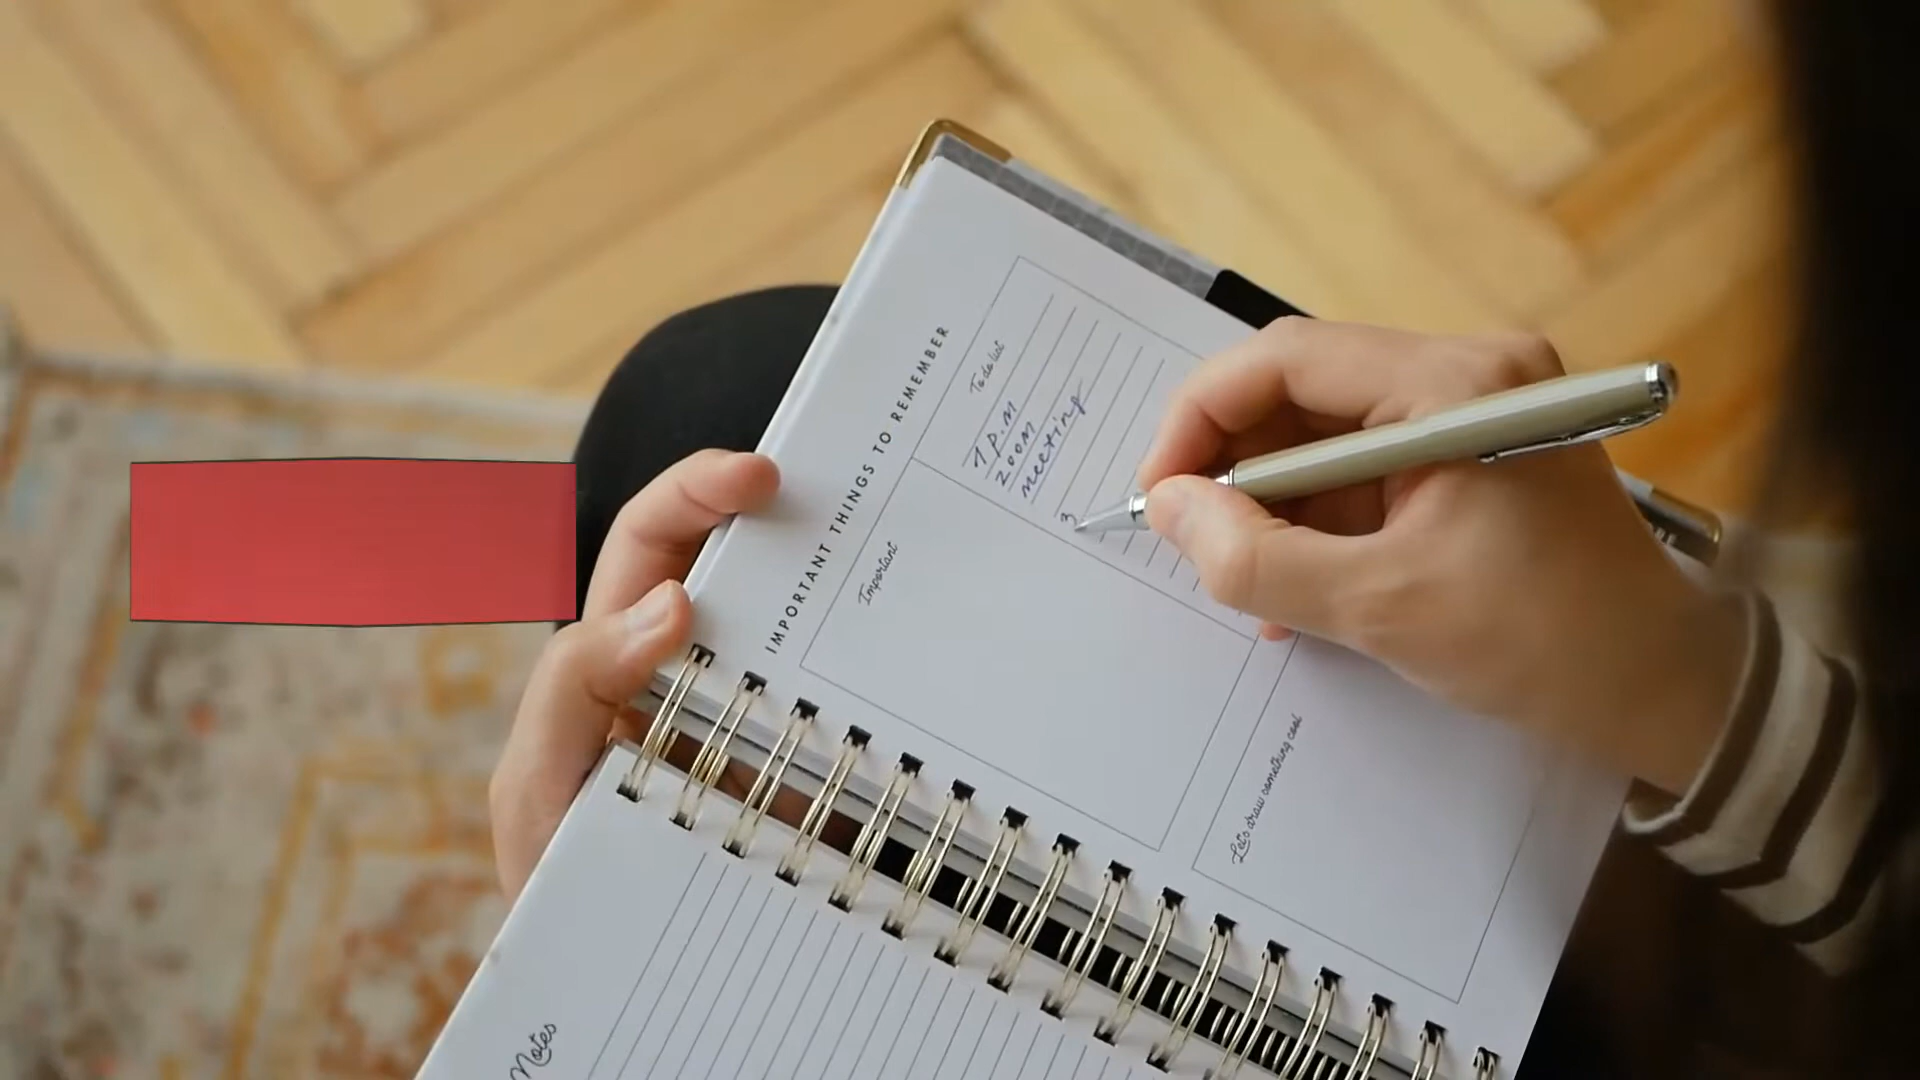 IMPORTANT THINGS TO REMEMBER
To do list
1 P.M
ZOOM
meeting
3
Important
Let's draw something cool
Notes